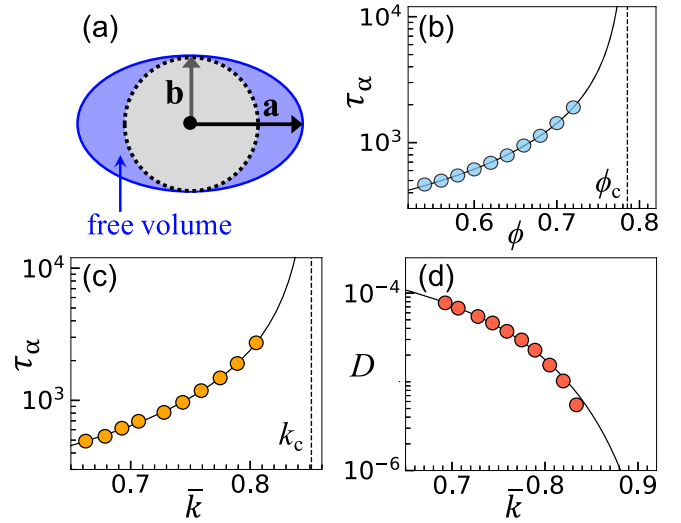 (a)
b
a
free volume
(b)
10⁴
τα
10³
ϕc
0.6
0.7
0.8
ϕ
(c)
10⁴
τα
10³
kc
0.7
0.8
k̄
(d)
10⁻⁴
D
10⁻⁶
0.7
0.8
0.9
k̄